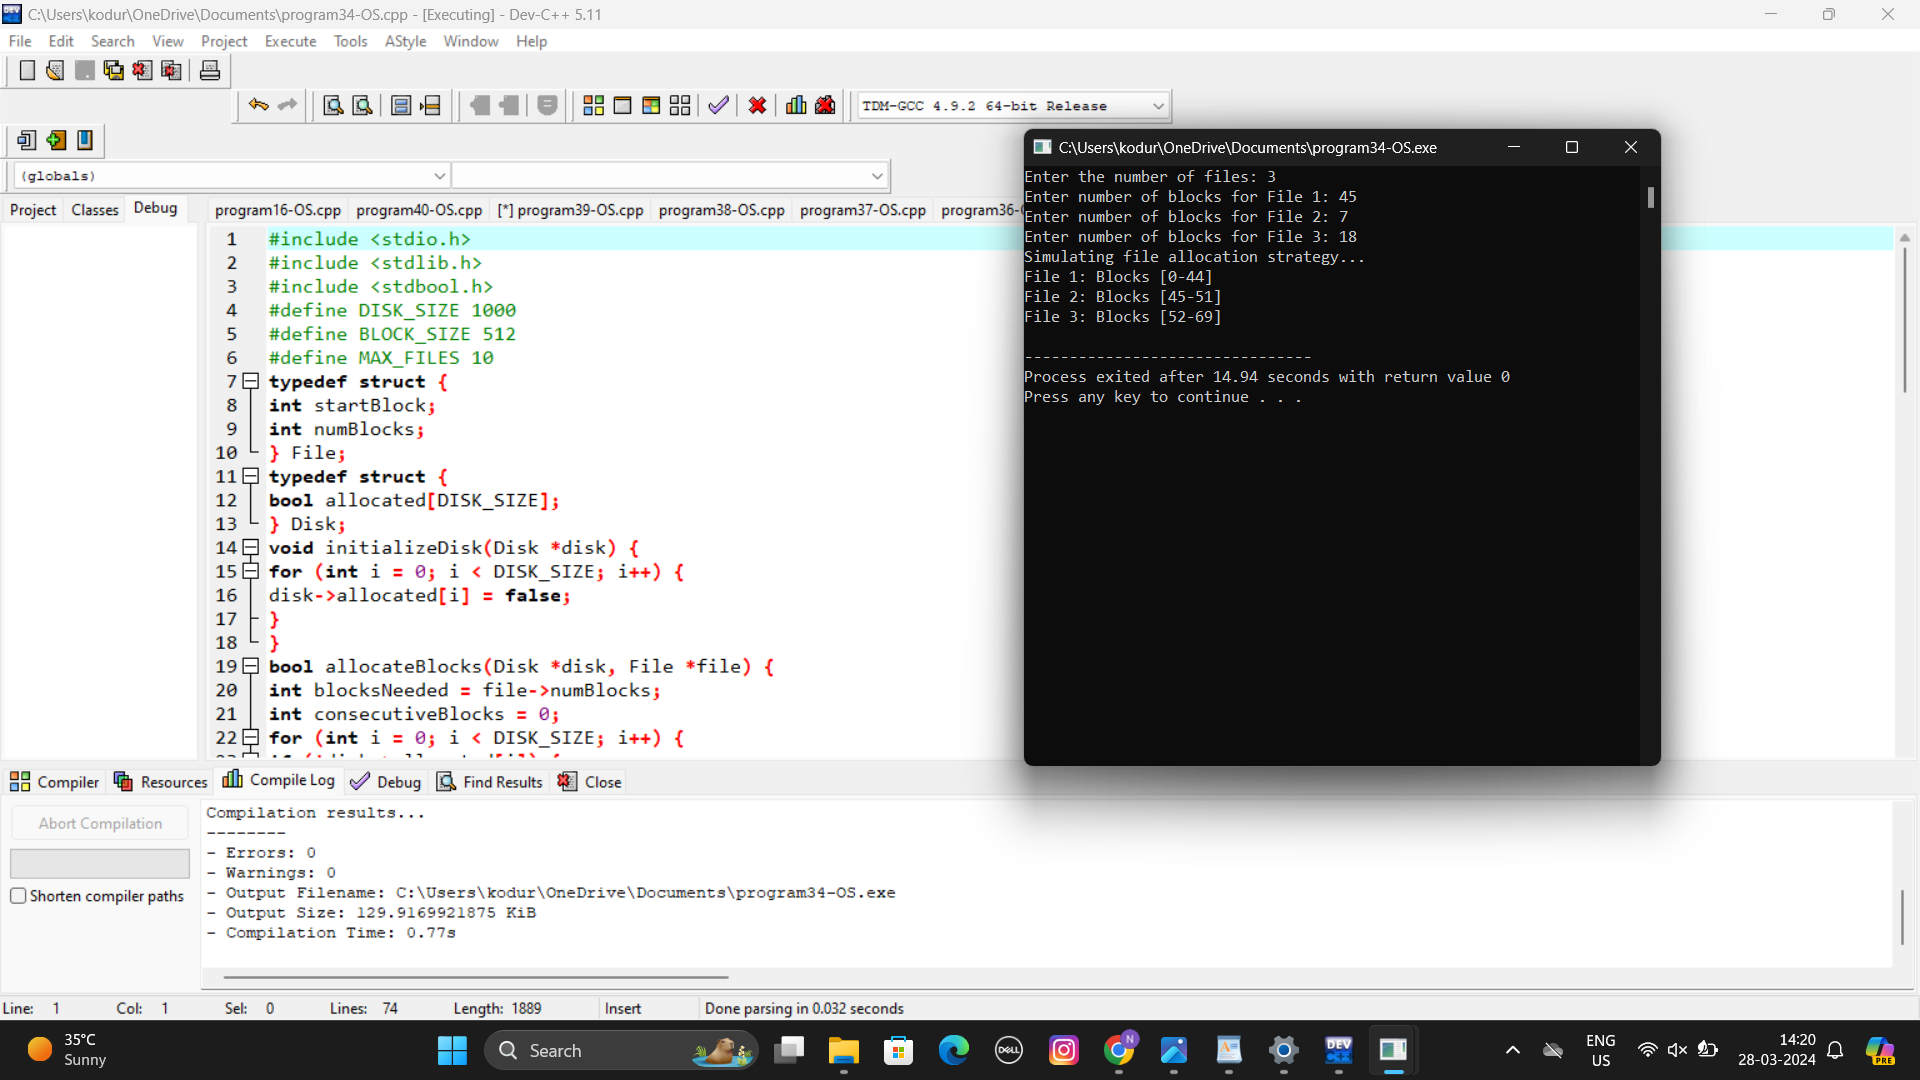 C:\Users\kodur\OneDrive\Documents\program34-OS.cpp - [Executing] - Dev-C++ 5.11
File Edit Search View Project Execute Tools AStyle Window Help
TDM-GCC 4.9.2 64-bit Release
(globals)
Project Classes Debug
program16-OS.cpp program40-OS.cpp [*] program39-OS.cpp program38-OS.cpp program37-OS.cpp program36-
1 #include <stdio.h>
2 #include <stdlib.h>
3 #include <stdbool.h>
4 #define DISK_SIZE 1000
5 #define BLOCK_SIZE 512
6 #define MAX_FILES 10
7 typedef struct {
8 int startBlock;
9 int numBlocks;
10 } File;
11 typedef struct {
12 bool allocated[DISK_SIZE];
13 } Disk;
14 void initializeDisk(Disk *disk) {
15 for (int i = 0; i < DISK_SIZE; i++) {
16 disk->allocated[i] = false;
17 }
18 }
19 bool allocateBlocks(Disk *disk, File *file) {
20 int blocksNeeded = file->numBlocks;
21 int consecutiveBlocks = 0;
22 for (int i = 0; i < DISK_SIZE; i++) {
C:\Users\kodur\OneDrive\Documents\program34-OS.exe
Enter the number of files: 3
Enter number of blocks for File 1: 45
Enter number of blocks for File 2: 7
Enter number of blocks for File 3: 18
Simulating file allocation strategy...
File 1: Blocks [0-44]
File 2: Blocks [45-51]
File 3: Blocks [52-69]
--------------------------------
Process exited after 14.94 seconds with return value 0
Press any key to continue . . .
Compiler Resources Compile Log Debug Find Results Close
Abort Compilation
Shorten compiler paths
Compilation results...
--------
- Errors: 0
- Warnings: 0
- Output Filename: C:\Users\kodur\OneDrive\Documents\program34-OS.exe
- Output Size: 129.9169921875 KiB
- Compilation Time: 0.77s
Line: 1 Col: 1 Sel: 0 Lines: 74 Length: 1889 Insert Done parsing in 0.032 seconds
35°C
Sunny
Search
DELL
N
DEV
ENG
US
14:20
28-03-2024
PRE